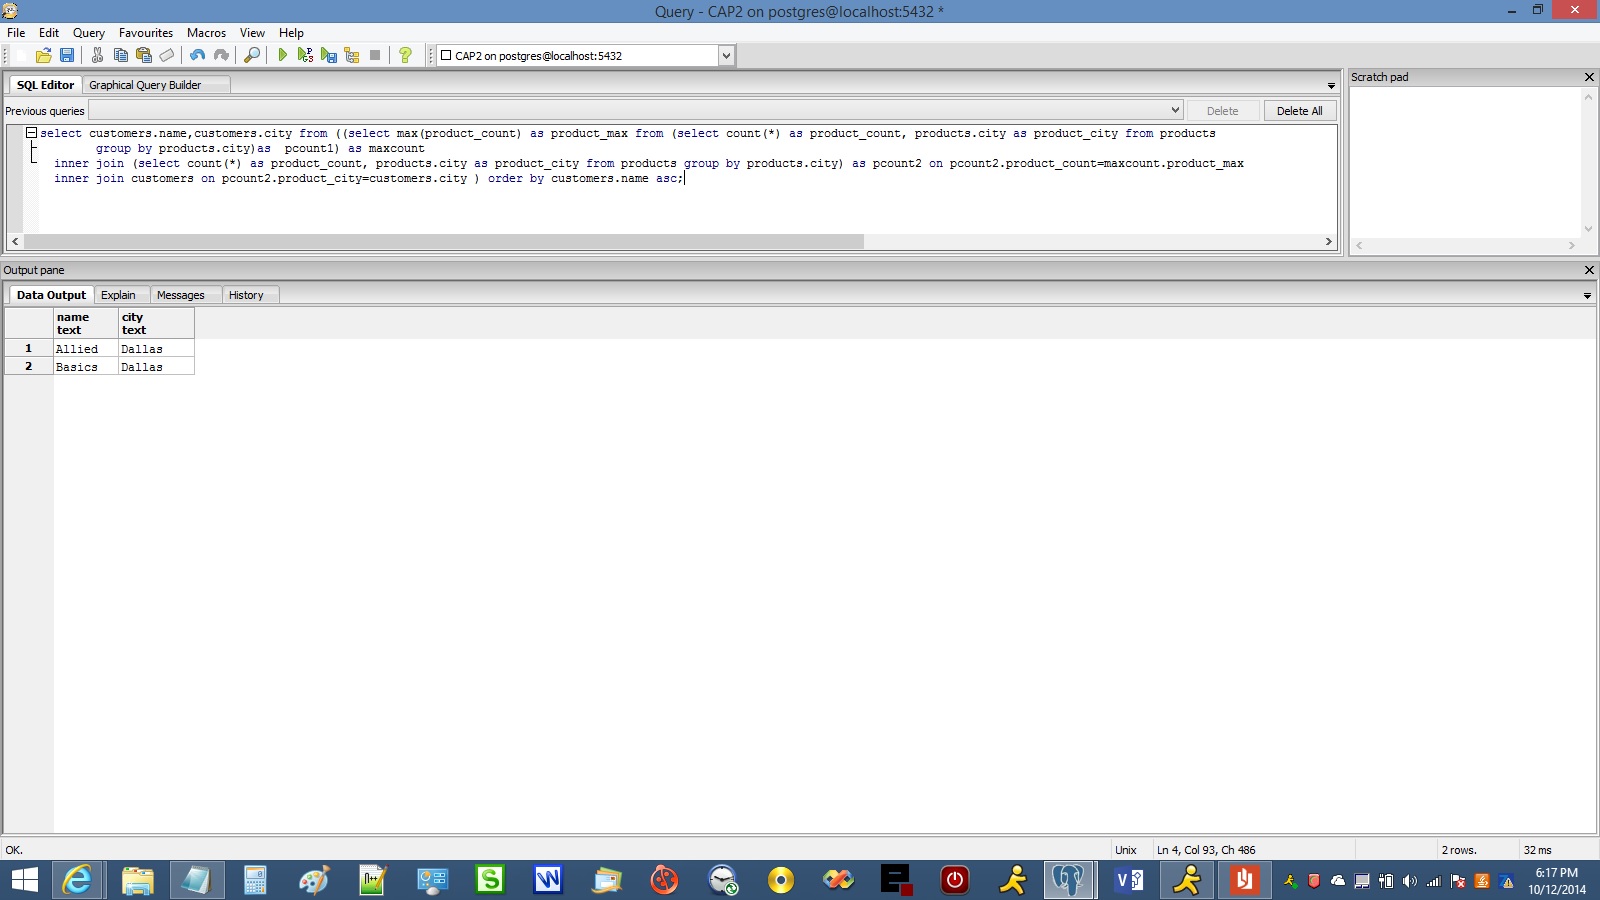 Query - CAP2 on postgres@localhost:5432 *
File Edit Query Favourites Macros View Help
CAP2 on postgres@localhost:5432
SQL Editor Graphical Query Builder
Scratch pad
Previous queries Delete Delete All
select customers.name,customers.city from ((select max(product_count) as product_max from (select count(*) as product_count, products.city as product_city from products
group by products.city)as  pcount1) as maxcount
inner join (select count(*) as product_count, products.city as product_city from products group by products.city) as pcount2 on pcount2.product_count=maxcount.product_max
inner join customers on pcount2.product_city=customers.city ) order by customers.name asc;
Output pane
Data Output Explain Messages History
name city
text text
1 Allied Dallas
2 Basics Dallas
OK. Unix Ln 4, Col 93, Ch 486 2 rows. 32 ms
6:17 PM
10/12/2014